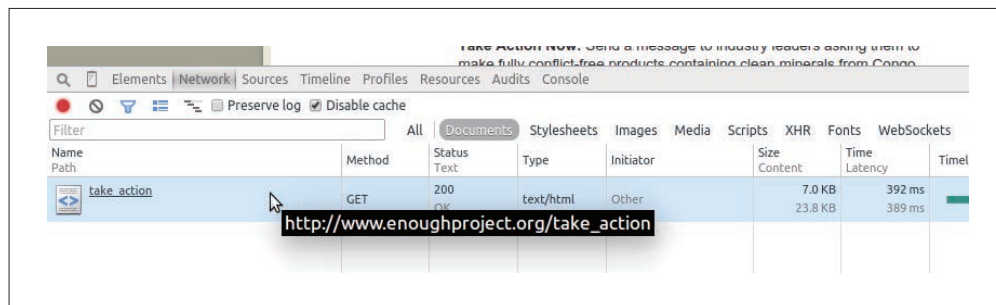 Take Action Now: Send a message to industry leaders asking them to
make fully conflict-free products containing clean minerals from Congo
Elements Network Sources Timeline Profiles Resources Audits Console
Preserve log Disable cache
Filter All Documents Stylesheets Images Media Scripts XHR Fonts WebSockets
Name Method Status Type Initiator Size Time Timel
Path Text Content Latency
take_action GET 200 text/html Other 7.0 KB 392 ms
OK 23.8 KB 389 ms
http://www.enoughproject.org/take_action